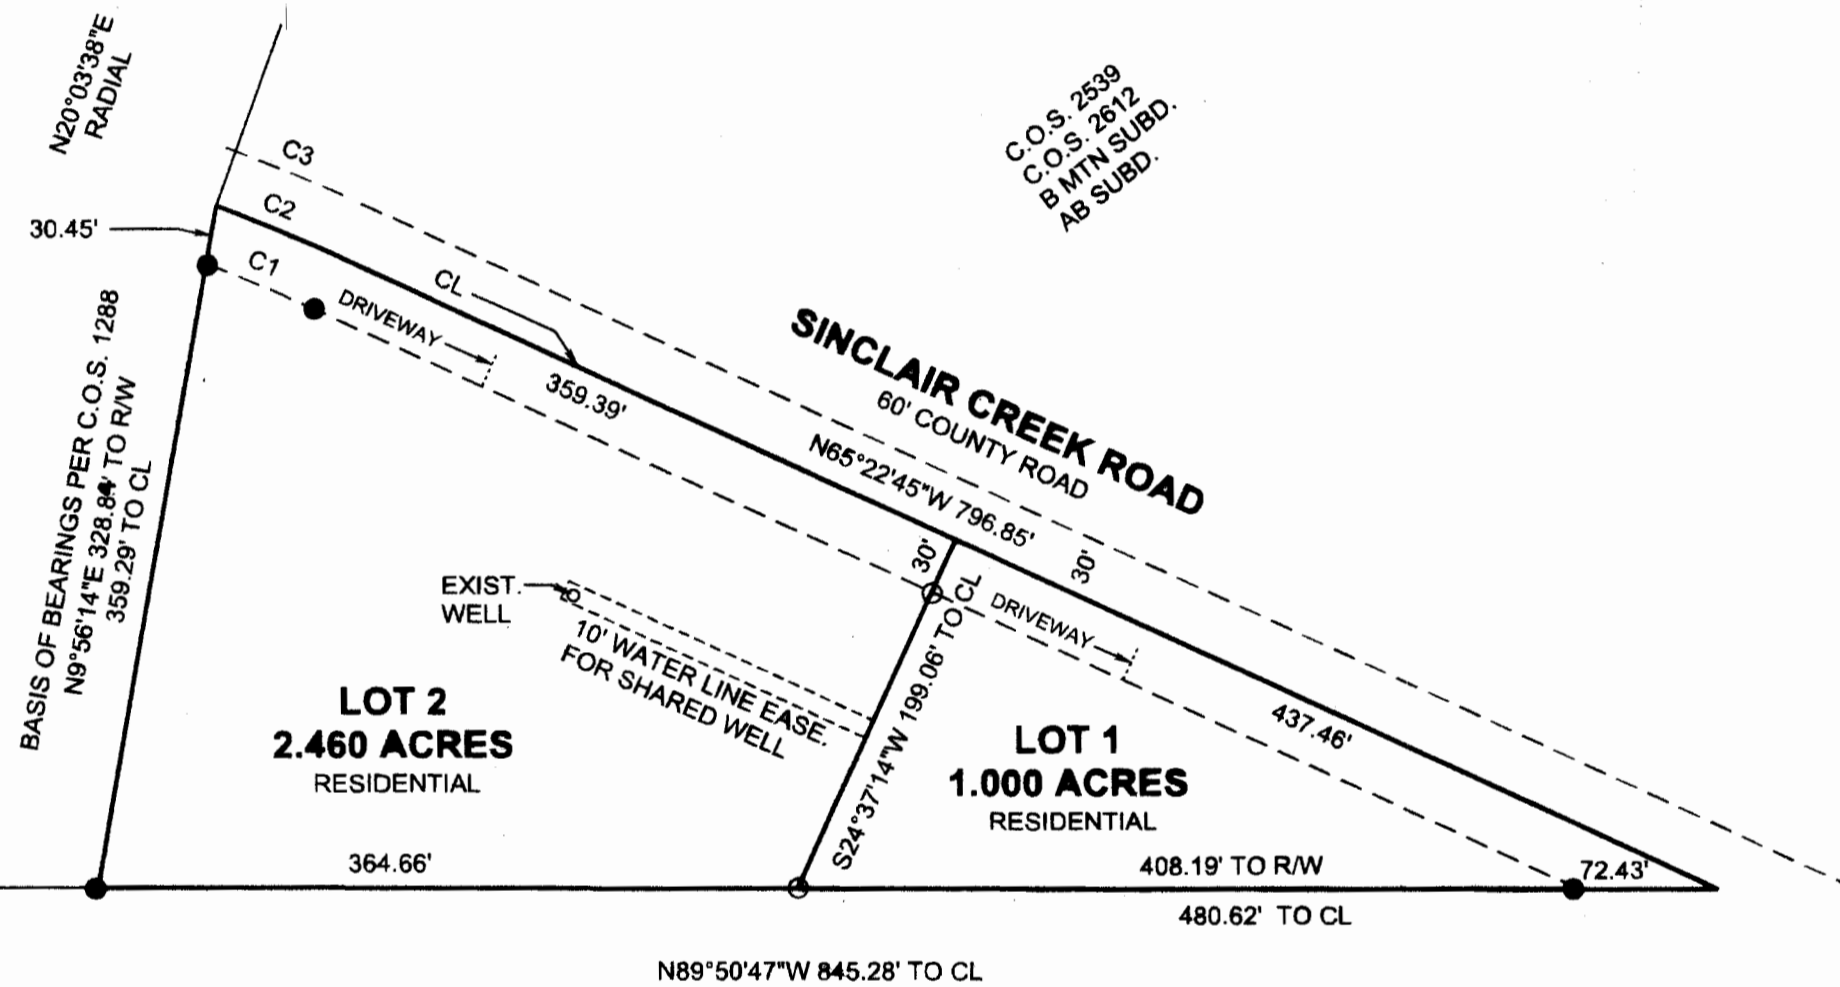 N20°03'38"E
RADIAL
C.O.S. 2539
C.O.S. 2612
B MTN SUBD.
AB SUBD.
C3
C2
30.45'
C1
CL
DRIVEWAY
359.39'
SINCLAIR CREEK ROAD
60' COUNTY ROAD
N65°22'45"W 796.85'
30'
30'
BASIS OF BEARINGS PER C.O.S. 1288
N9°56'14"E 328.84' TO R/W
359.29' TO CL
EXIST.
WELL
10' WATER LINE EASE.
FOR SHARED WELL
S24°37'14"W 199.06' TO CL
DRIVEWAY
437.46'
LOT 2
2.460 ACRES
RESIDENTIAL
LOT 1
1.000 ACRES
RESIDENTIAL
364.66'
408.19' TO R/W
72.43'
480.62' TO CL
N89°50'47"W 845.28' TO CL